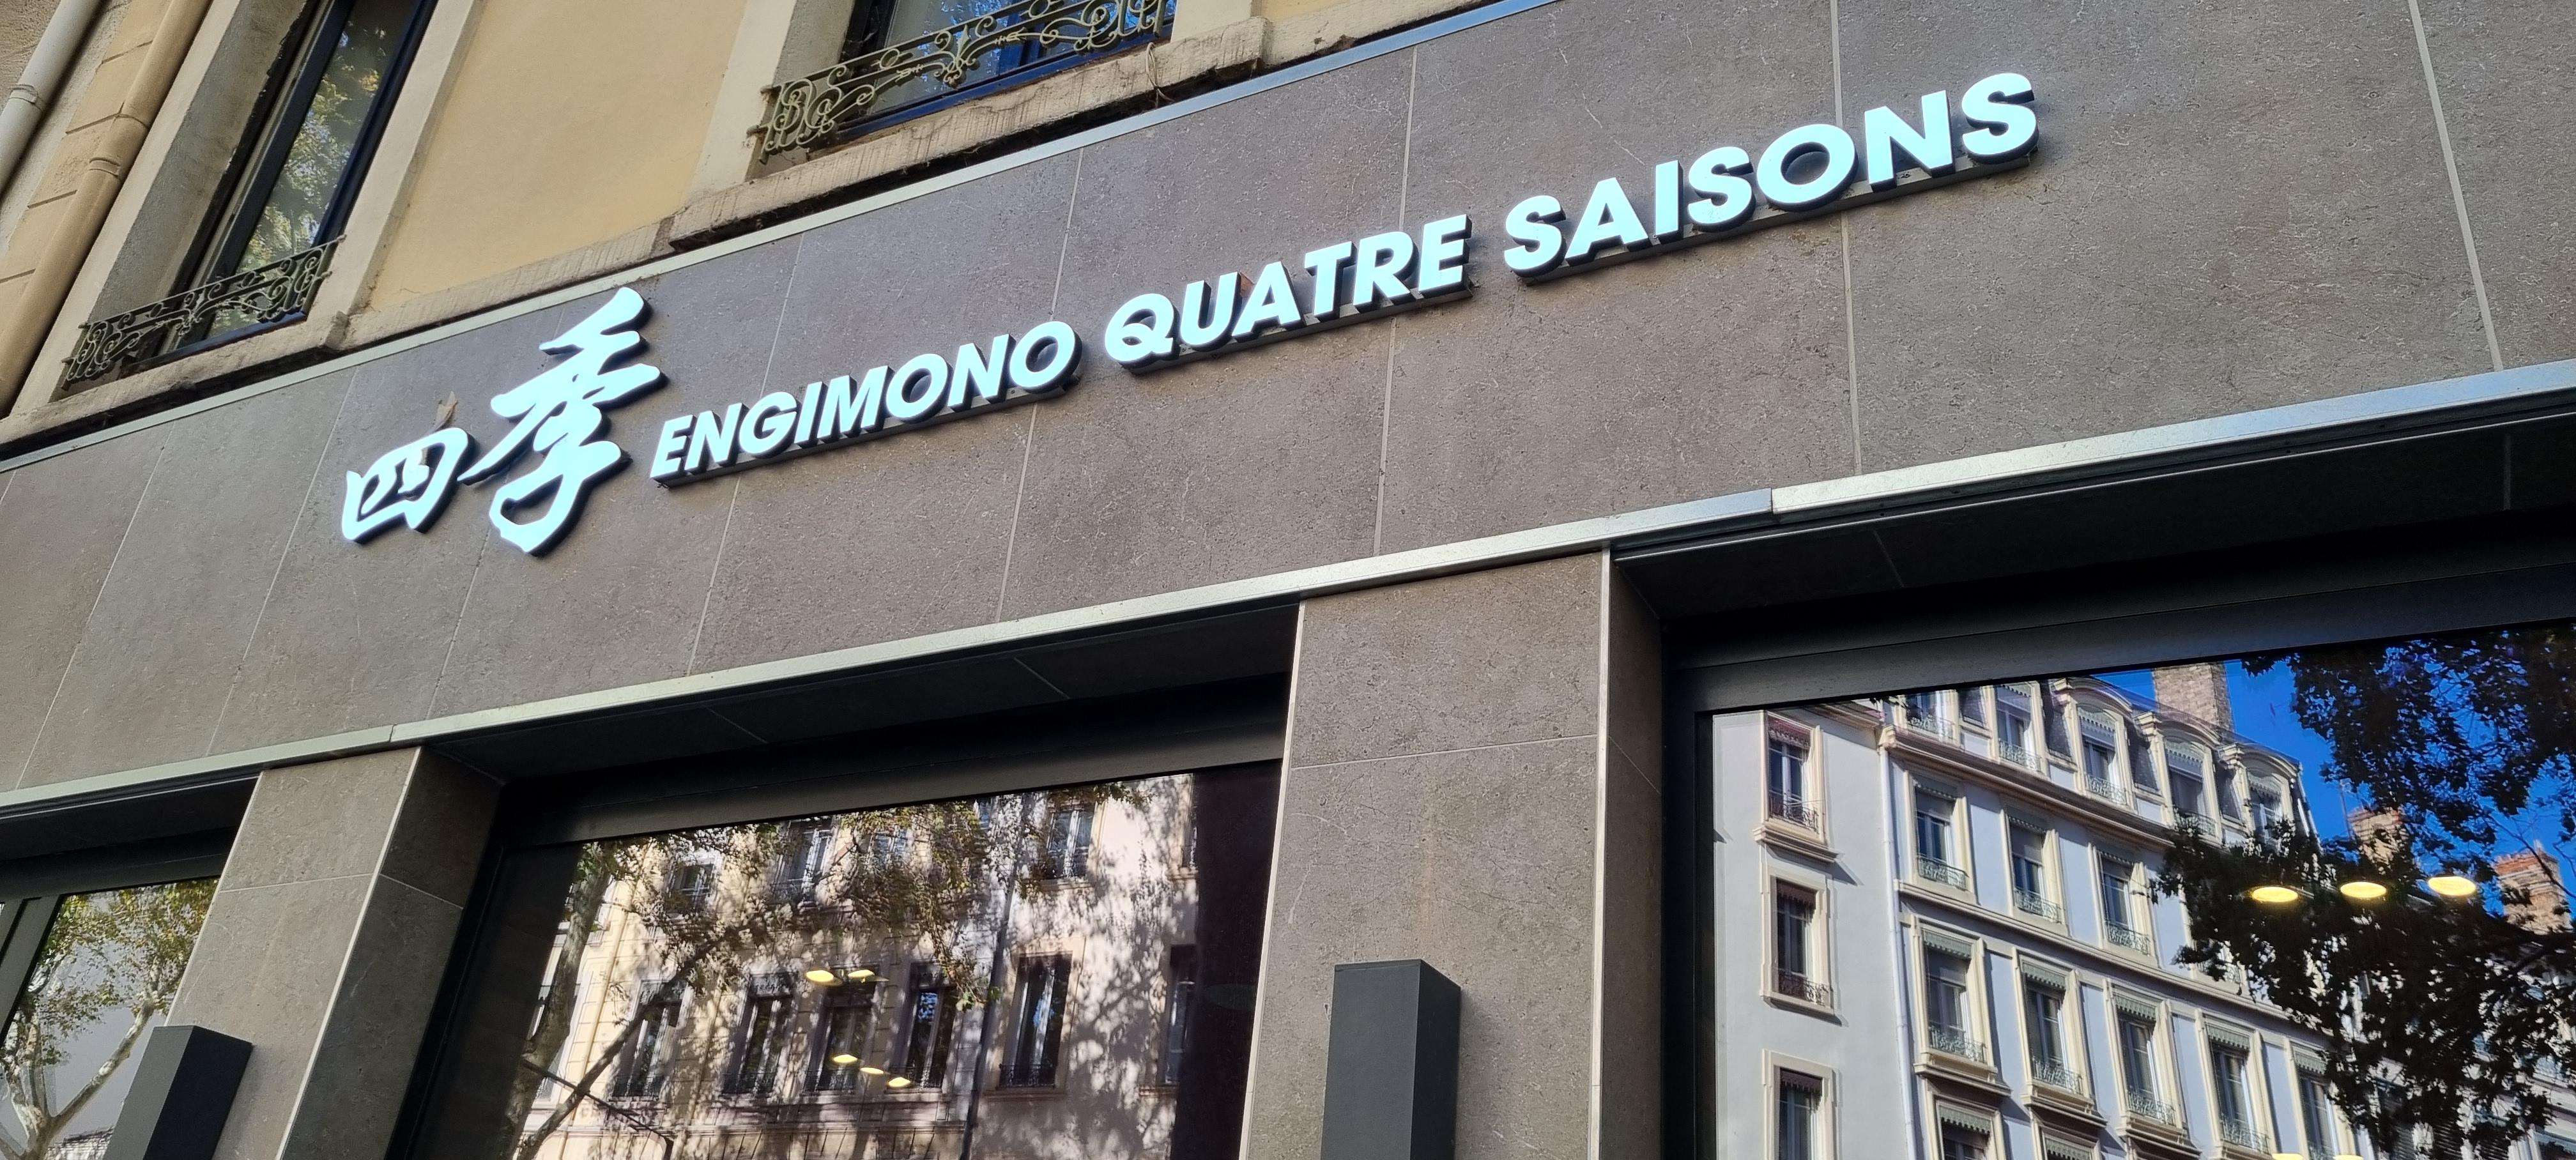 四季 ENGIMONO QUATRE SAISONS